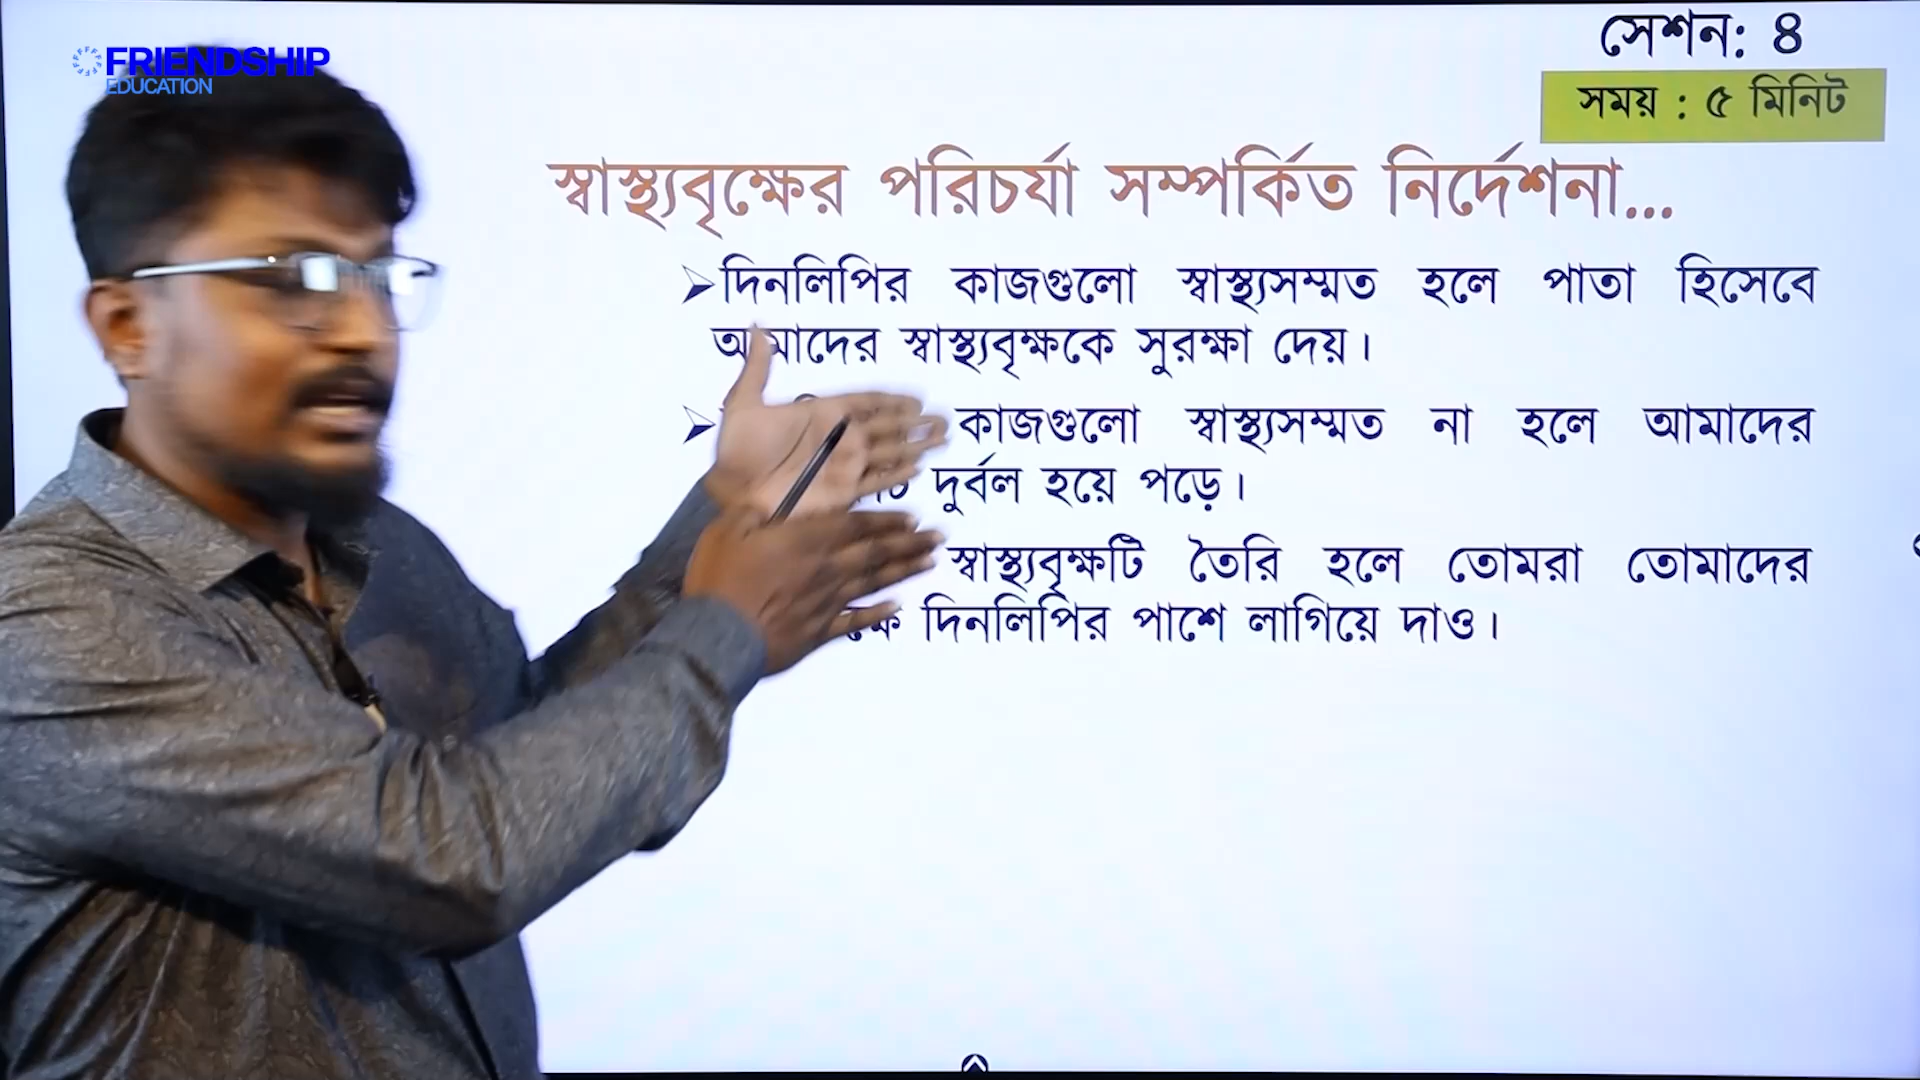 FRIENDSHIP
EDUCATION
সেশন: ৪
সময় : ৫ মিনিট
স্বাস্থ্যবৃক্ষের পরিচর্যা সম্পর্কিত নির্দেশনা...
➢দিনলিপির কাজগুলো স্বাস্থ্যসম্মত হলে পাতা হিসেবে
আমাদের স্বাস্থ্যবৃক্ষকে সুরক্ষা দেয়।
➢ কাজগুলো স্বাস্থ্যসম্মত না হলে আমাদের
দুর্বল হয়ে পড়ে।
স্বাস্থ্যবৃক্ষটি তৈরি হলে তোমরা তোমাদের
দিনলিপির পাশে লাগিয়ে দাও।